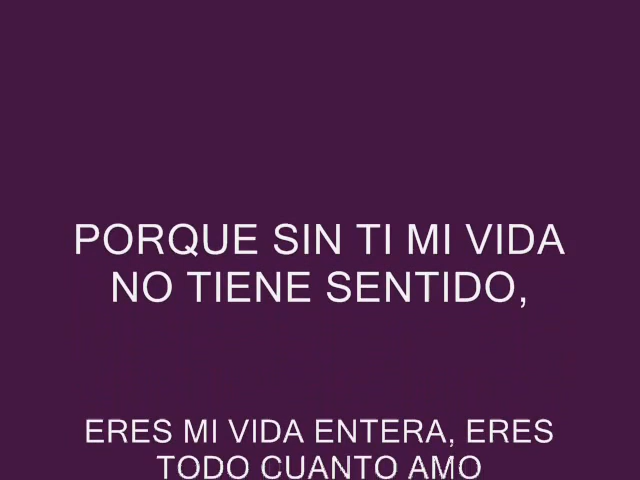 PORQUE SIN TI MI VIDA
NO TIENE SENTIDO,
ERES MI VIDA ENTERA, ERES
TODO CUANTO AMO